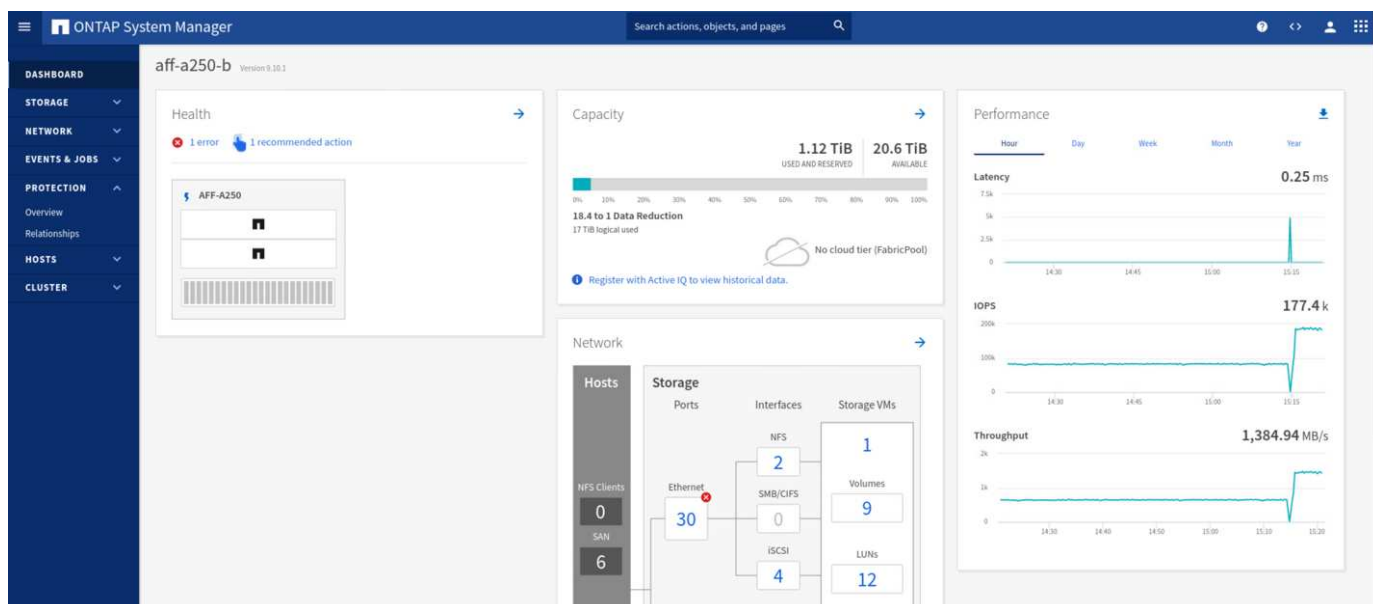 ONTAP System Manager
Search actions, objects, and pages
DASHBOARD
STORAGE
NETWORK
EVENTS & JOBS
PROTECTION
Overview
Relationships
HOSTS
CLUSTER
aff-a250-b Version 9.10.1
Health
1 error 1 recommended action
AFF-A250
Capacity
1.12 TiB 20.6 TiB
USED AND RESERVED AVAILABLE
0% 10% 20% 30% 40% 50% 60% 70% 80% 90% 100%
18.4 to 1 Data Reduction
17 TiB logical used
No cloud tier (FabricPool)
Register with Active IQ to view historical data.
Network
Hosts
Storage
Ports Interfaces Storage VMs
NFS
2
1
NFS Clients
0
Ethernet
30
SMB/CIFS
0
Volumes
9
SAN
6
iSCSI
4
LUNs
12
Performance
Hour Day Week Month Year
Latency 0.25 ms
7.5k
5k
2.5k
0
14:30 14:45 15:00 15:15
IOPS 177.4 k
200k
100k
0
14:30 14:45 15:00 15:15
Throughput 1,384.94 MB/s
2k
1k
0
14:30 14:40 14:50 15:00 15:10 15:20